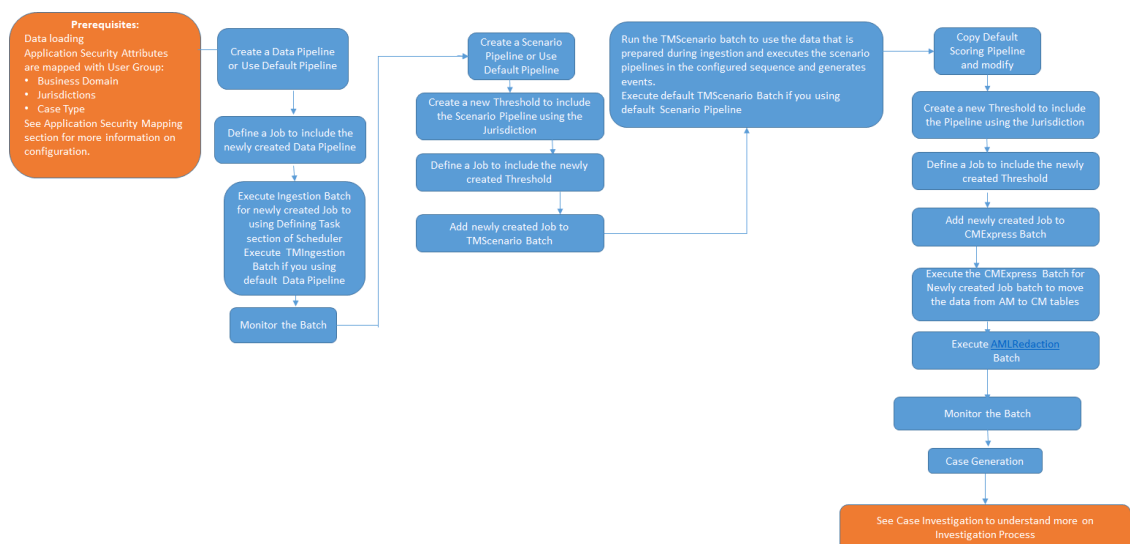 Prerequisites:
Data loading
Application Security Attributes
are mapped with User Group:
• Business Domain
• Jurisdictions
• Case Type
See Application Security Mapping
section for more information on
configuration.
Create a Data Pipeline
or Use Default Pipeline
Define a Job to include the
newly created Data Pipeline
Execute Ingestion Batch
for newly created Job to
using Defining Task
section of Scheduler
Execute TMIngestion
Batch if you using
default Data Pipeline
Monitor the Batch
Create a Scenario
Pipeline or Use
Default Pipeline
Create a new Threshold to include
the Scenario Pipeline using the
Jurisdiction
Define a Job to include the newly
created Threshold
Add newly created Job to
TMScenario Batch
Run the TMScenario batch to use the data that is
prepared during ingestion and executes the scenario
pipelines in the configured sequence and generates
events.
Execute default TMScenario Batch if you using
default Scenario Pipeline
Copy Default
Scoring Pipeline
and modify
Create a new Threshold to include
the Pipeline using the Jurisdiction
Define a Job to include the newly
created Threshold
Add newly created Job to
CMExpress Batch
Execute the CMExpress Batch for
Newly created Job batch to move
the data from AM to CM tables
Execute AMLRedaction
Batch
Monitor the Batch
Case Generation
See Case Investigation to understand more on
Investigation Process